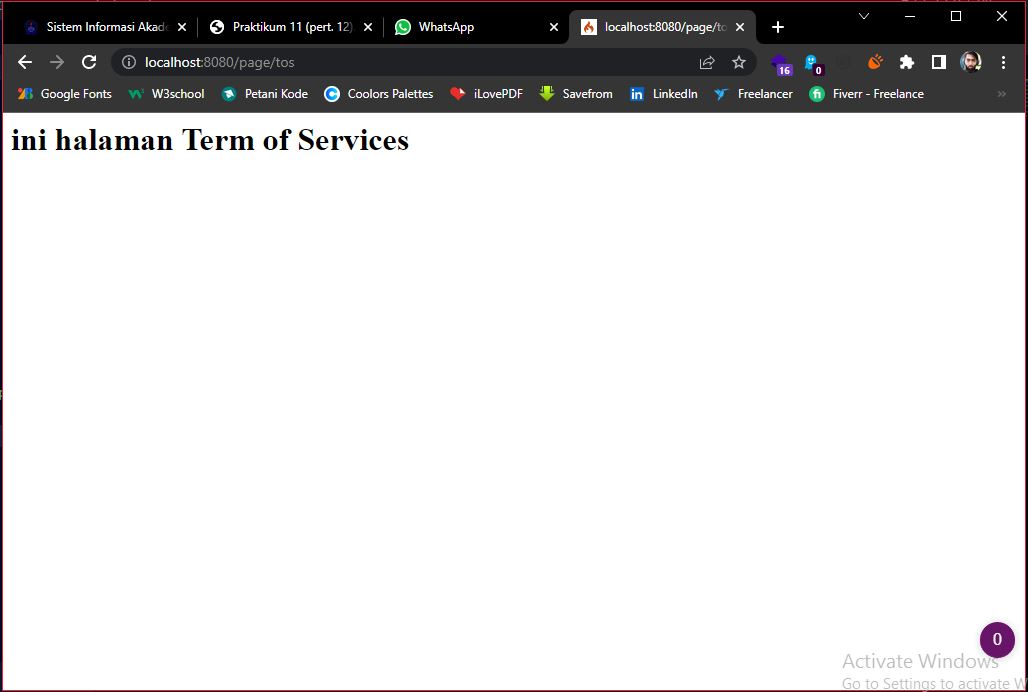 Sistem Informasi Akade
Praktikum 11 (pert. 12)
WhatsApp
localhost:8080/page/to
localhost:8080/page/tos
16
0
Google Fonts
W3school
Petani Kode
Coolors Palettes
iLovePDF
Savefrom
LinkedIn
Freelancer
Fiverr - Freelance
»
ini halaman Term of Services
0
Activate Windows
Go to Settings to activate W